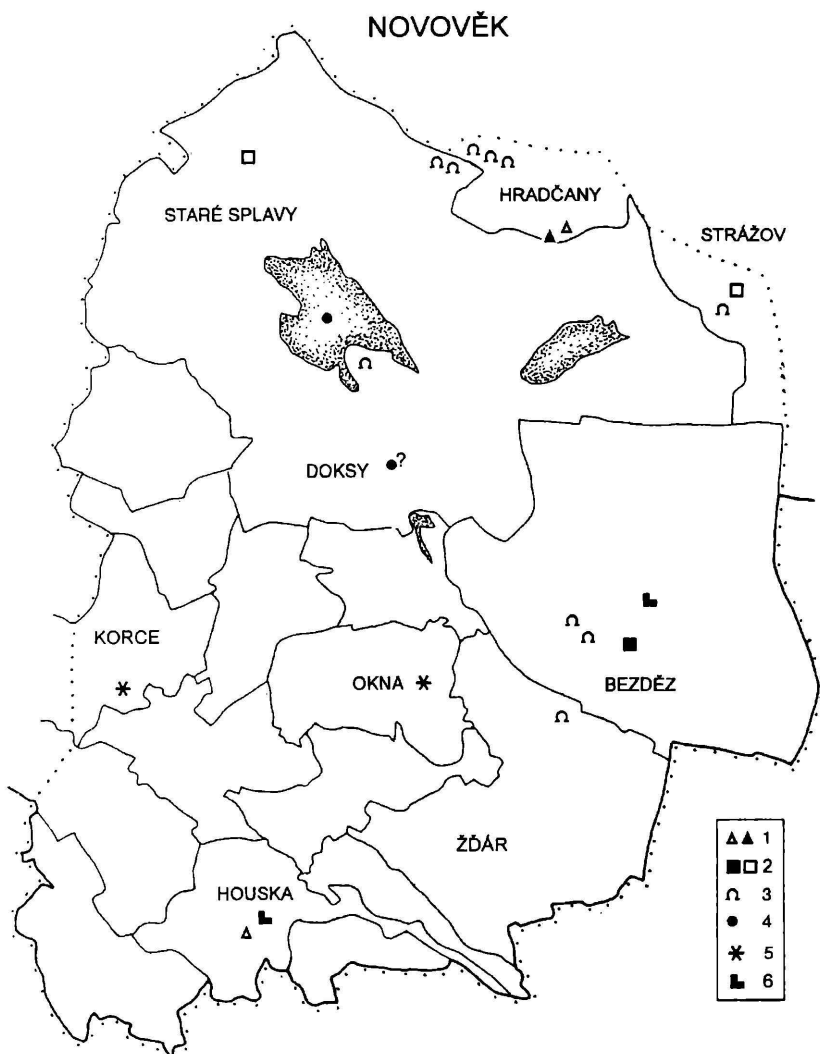 NOVOVĚK
HRADČANY
STARÉ SPLAVY
STRÁŽOV
DOKSY
?
KORCE
OKNA
BEZDĚZ
ŽĎÁR
HOUSKA
1
2
3
4
5
6